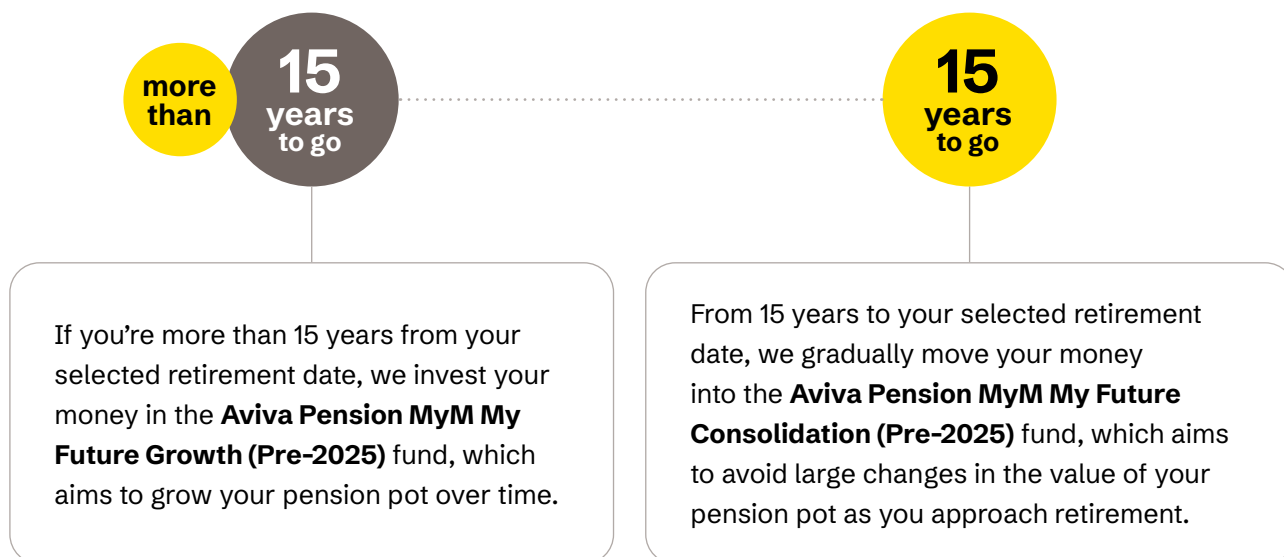 more
than
15
years
to go
15
years
to go
If you’re more than 15 years from your
selected retirement date, we invest your
money in the Aviva Pension MyM My
Future Growth (Pre-2025) fund, which
aims to grow your pension pot over time.
From 15 years to your selected retirement
date, we gradually move your money
into the Aviva Pension MyM My Future
Consolidation (Pre-2025) fund, which aims
to avoid large changes in the value of your
pension pot as you approach retirement.